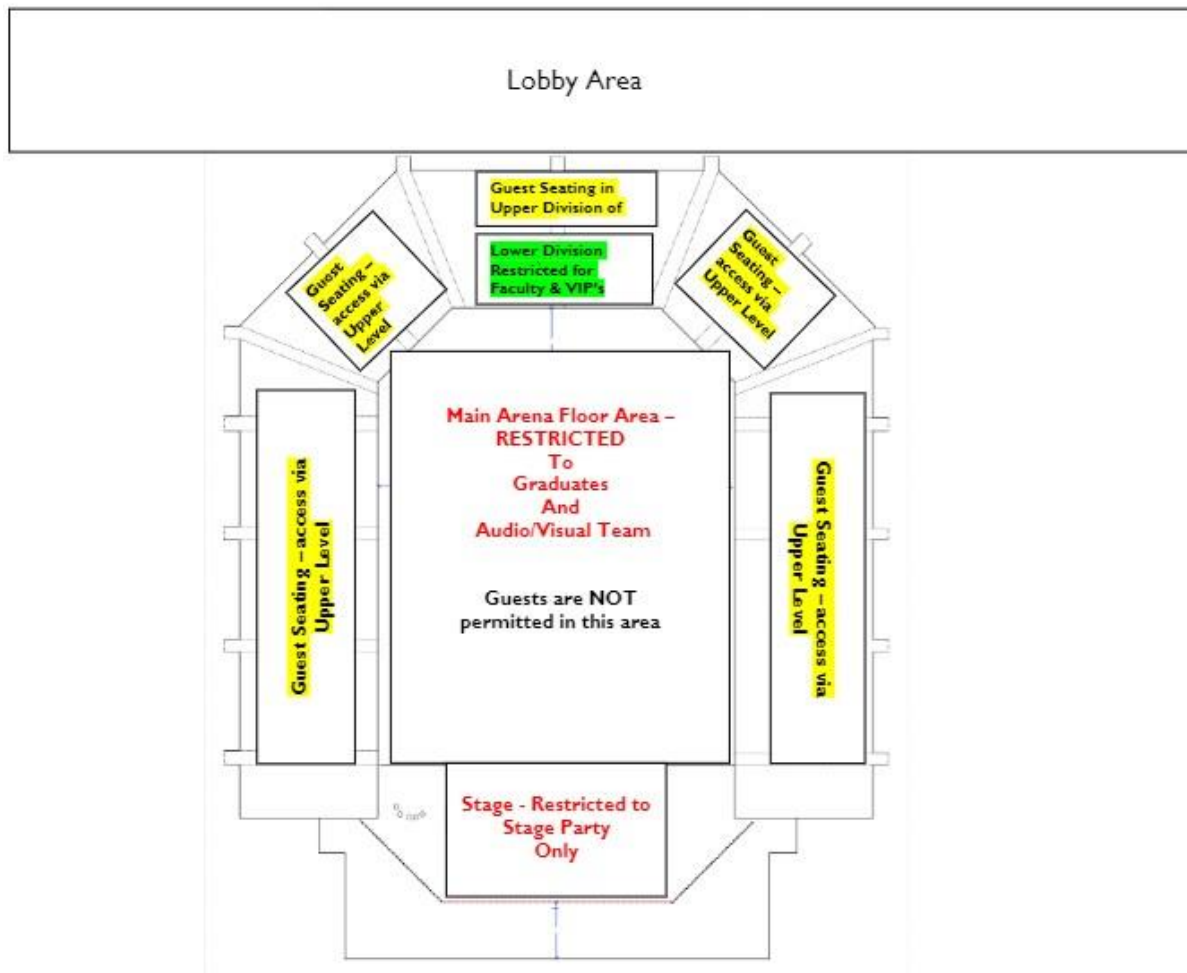 Lobby Area
Guest Seating in
Upper Division of
Lower Division
Restricted for
Faculty & VIP's
Guest
Seating –
access via
Upper
Level
Guest
Seating –
access via
Upper Level
Main Arena Floor Area –
RESTRICTED
To
Graduates
And
Audio/Visual Team
Guests are NOT
permitted in this area
Guest Seating – access via
Upper Level
Guest Seating – access via
Upper Level
Stage - Restricted to
Stage Party
Only